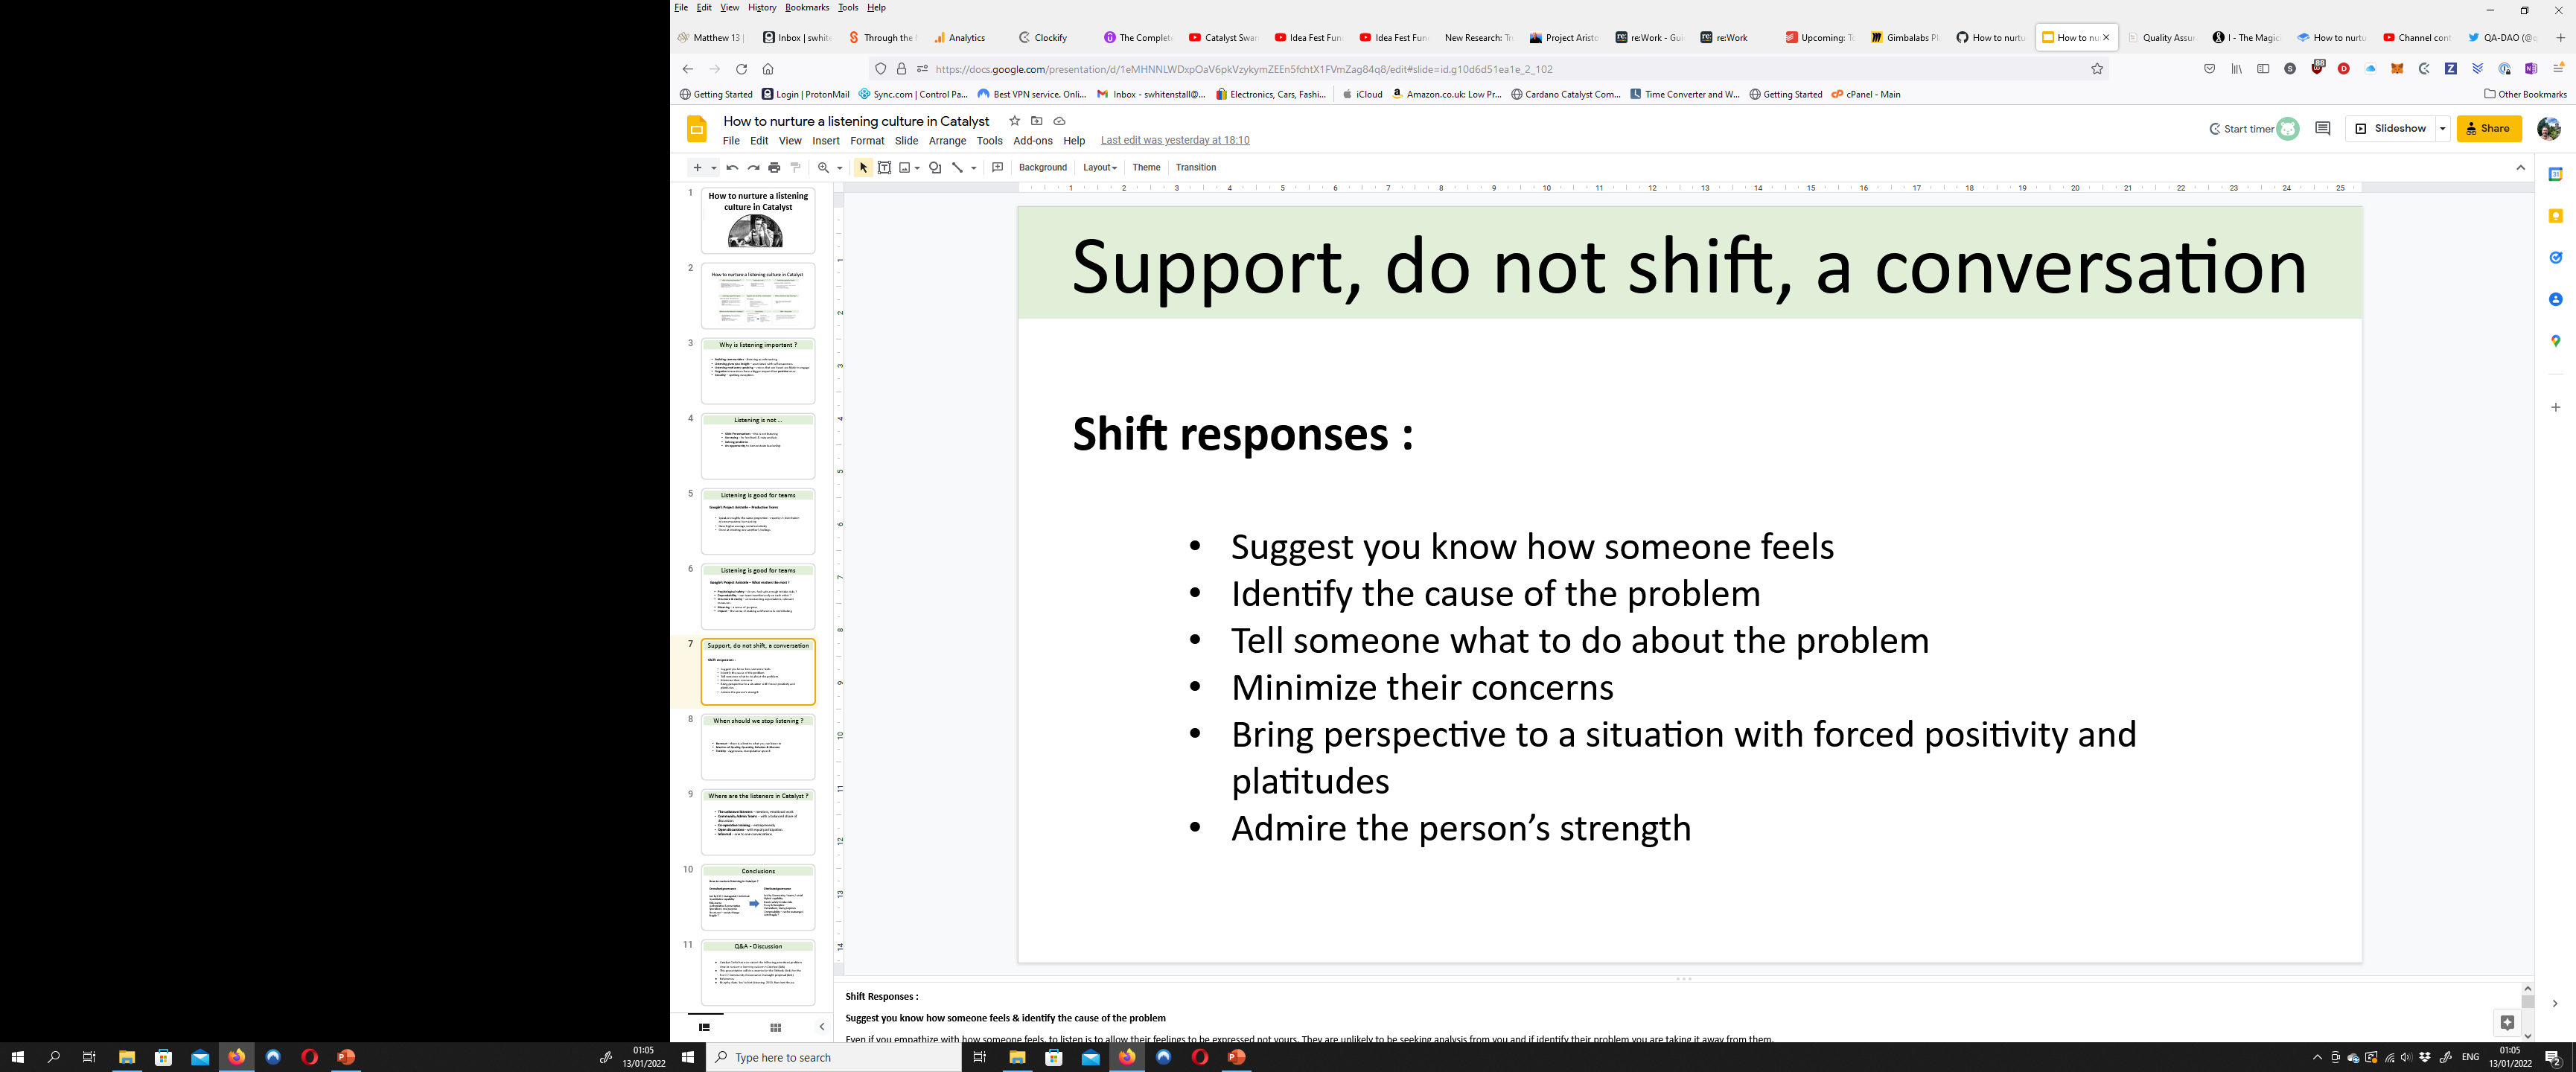 File Edit View History Bookmarks Tools Help
Matthew 13 | Inbox | swhite Through the Analytics Clockify The Complete Catalyst Swar Idea Fest Fun Idea Fest Fun New Research: Project Aristo re:Work - Gui re:Work Upcoming: To Gimbalabs Pl How to nurtu How to nu Quality Assur I - The Magic How to nurtu Channel cont QA-DAO (@q
https://docs.google.com/presentation/d/1eMHNNLWDxpOaV6pkVzykymZEEn5fchtX1FVmZag84q8/edit#slide=id.g10d6d51ea1e_2_102
Getting Started Login | ProtonMail Sync.com | Control Pa... Best VPN service. Onli... Inbox - swhitenstall@... Electronics, Cars, Fashi... iCloud Amazon.co.uk: Low Pr... Cardano Catalyst Com... Time Converter and W... Getting Started cPanel - Main Other Bookmarks
How to nurture a listening culture in Catalyst
File Edit View Insert Format Slide Arrange Tools Add-ons Help Last edit was yesterday at 18:10
Start timer Slideshow Share
Background Layout Theme Transition
1
How to nurture a listening
culture in Catalyst
2
How to nurture a listening culture in Catalyst
3
Why is listening important ?
4
Listening is not ...
5
Listening is good for teams
6
Listening is good for teams
7
Support, do not shift, a conversation
8
When should we stop listening ?
9
Where are the listeners in Catalyst ?
10
Conclusions
11
Q&A - Discussion
Support, do not shift, a conversation
Shift responses :
• Suggest you know how someone feels
• Identify the cause of the problem
• Tell someone what to do about the problem
• Minimize their concerns
• Bring perspective to a situation with forced positivity and
platitudes
• Admire the person’s strength
Shift Responses :
Suggest you know how someone feels & identify the cause of the problem
Even if you empathize with how someone feels, to listen is to allow their feelings to be expressed not yours. They are unlikely to be seeking analysis from you and if identify their problem you are taking it away from them.
01:05
13/01/2022
Type here to search
ENG
01:05
13/01/2022